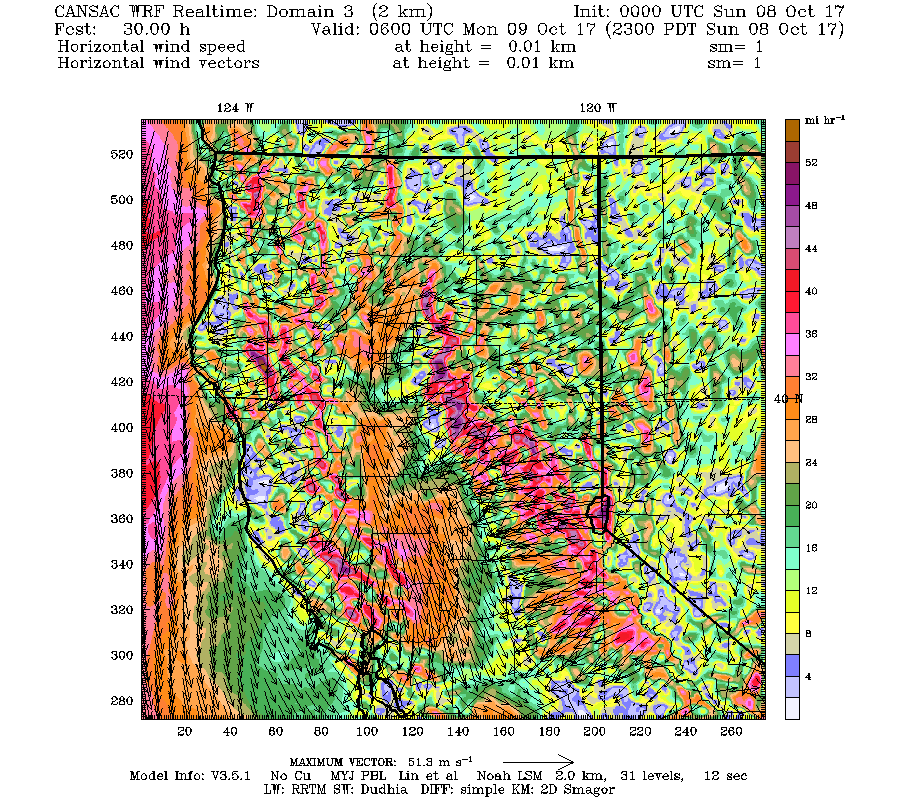 CANSAC WRF Realtime: Domain 3 (2 km) Init: 0000 UTC Sun 08 Oct 17
Fcst: 30.00 h Valid: 0600 UTC Mon 09 Oct 17 (2300 PDT Sun 08 Oct 17)
Horizontal wind speed at height = 0.01 km sm= 1
Horizontal wind vectors at height = 0.01 km sm= 1
124 W 120 W
mi hr⁻¹
520
500
480
460
440
420
400
380
360
340
320
300
280
52
48
44
40
36
32
40 N
28
24
20
16
12
8
4
20 40 60 80 100 120 140 160 180 200 220 240 260
MAXIMUM VECTOR: 51.3 m s⁻¹
Model Info: V3.5.1 No Cu MYJ PBL Lin et al Noah LSM 2.0 km, 31 levels, 12 sec
LW: RRTM SW: Dudhia DIFF: simple KM: 2D Smagor